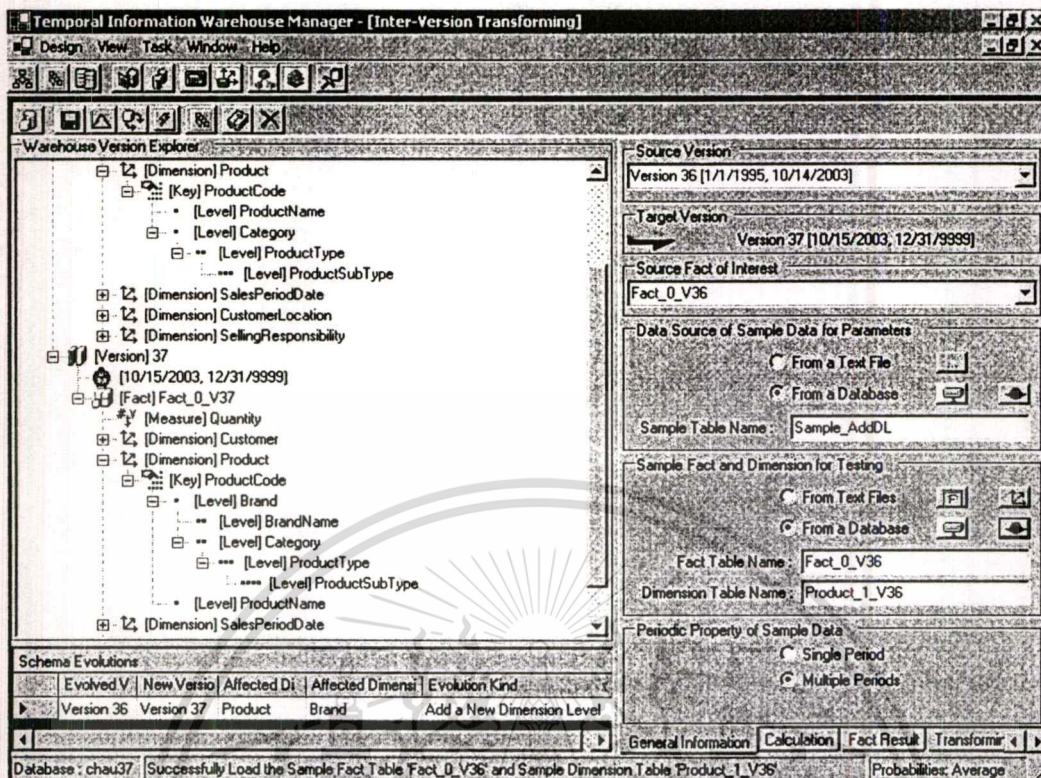 Temporal Information Warehouse Manager - [Inter-Version Transforming]
Design View Task Window Help
Warehouse Version Explorer
[Dimension] Product
[Key] ProductCode
[Level] ProductName
[Level] Category
[Level] ProductType
[Level] ProductSubType
[Dimension] SalesPeriodDate
[Dimension] CustomerLocation
[Dimension] SellingResponsibility
[Version] 37
[10/15/2003, 12/31/9999]
[Fact] Fact_0_V37
[Measure] Quantity
[Dimension] Customer
[Dimension] Product
[Key] ProductCode
[Level] Brand
[Level] BrandName
[Level] Category
[Level] ProductType
[Level] ProductSubType
[Level] ProductName
[Dimension] SalesPeriodDate
Schema Evolutions
Evolved V New Versio Affected Di Affected Dimensi Evolution Kind
Version 36 Version 37 Product Brand Add a New Dimension Level
Source Version
Version 36 [1/1/1995, 10/14/2003]
Target Version
Version 37 [10/15/2003, 12/31/9999]
Source Fact of Interest
Fact_0_V36
Data Source of Sample Data for Parameters
From a Text File
From a Database
Sample Table Name : Sample_AddDL
Sample Fact and Dimension for Testing
From Text Files
From a Database
Fact Table Name : Fact_0_V36
Dimension Table Name : Product_1_V36
Periodic Property of Sample Data
Single Period
Multiple Periods
General Information Calculation Fact Result Transformir
Database : chau37 Successfully Load the Sample Fact Table 'Fact_0_V36' and Sample Dimension Table 'Product_1_V36' Probabilities: Average